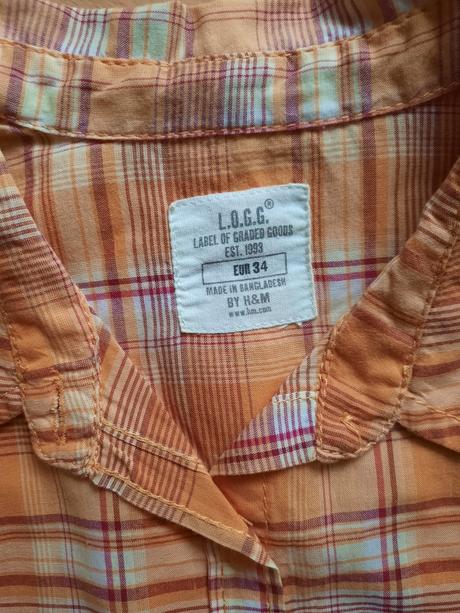 L.O.G.G.®
LABEL OF GRADED GOODS
EST. 1993
EUR 34
MADE IN BANGLADESH
BY H&M
www.hm.com